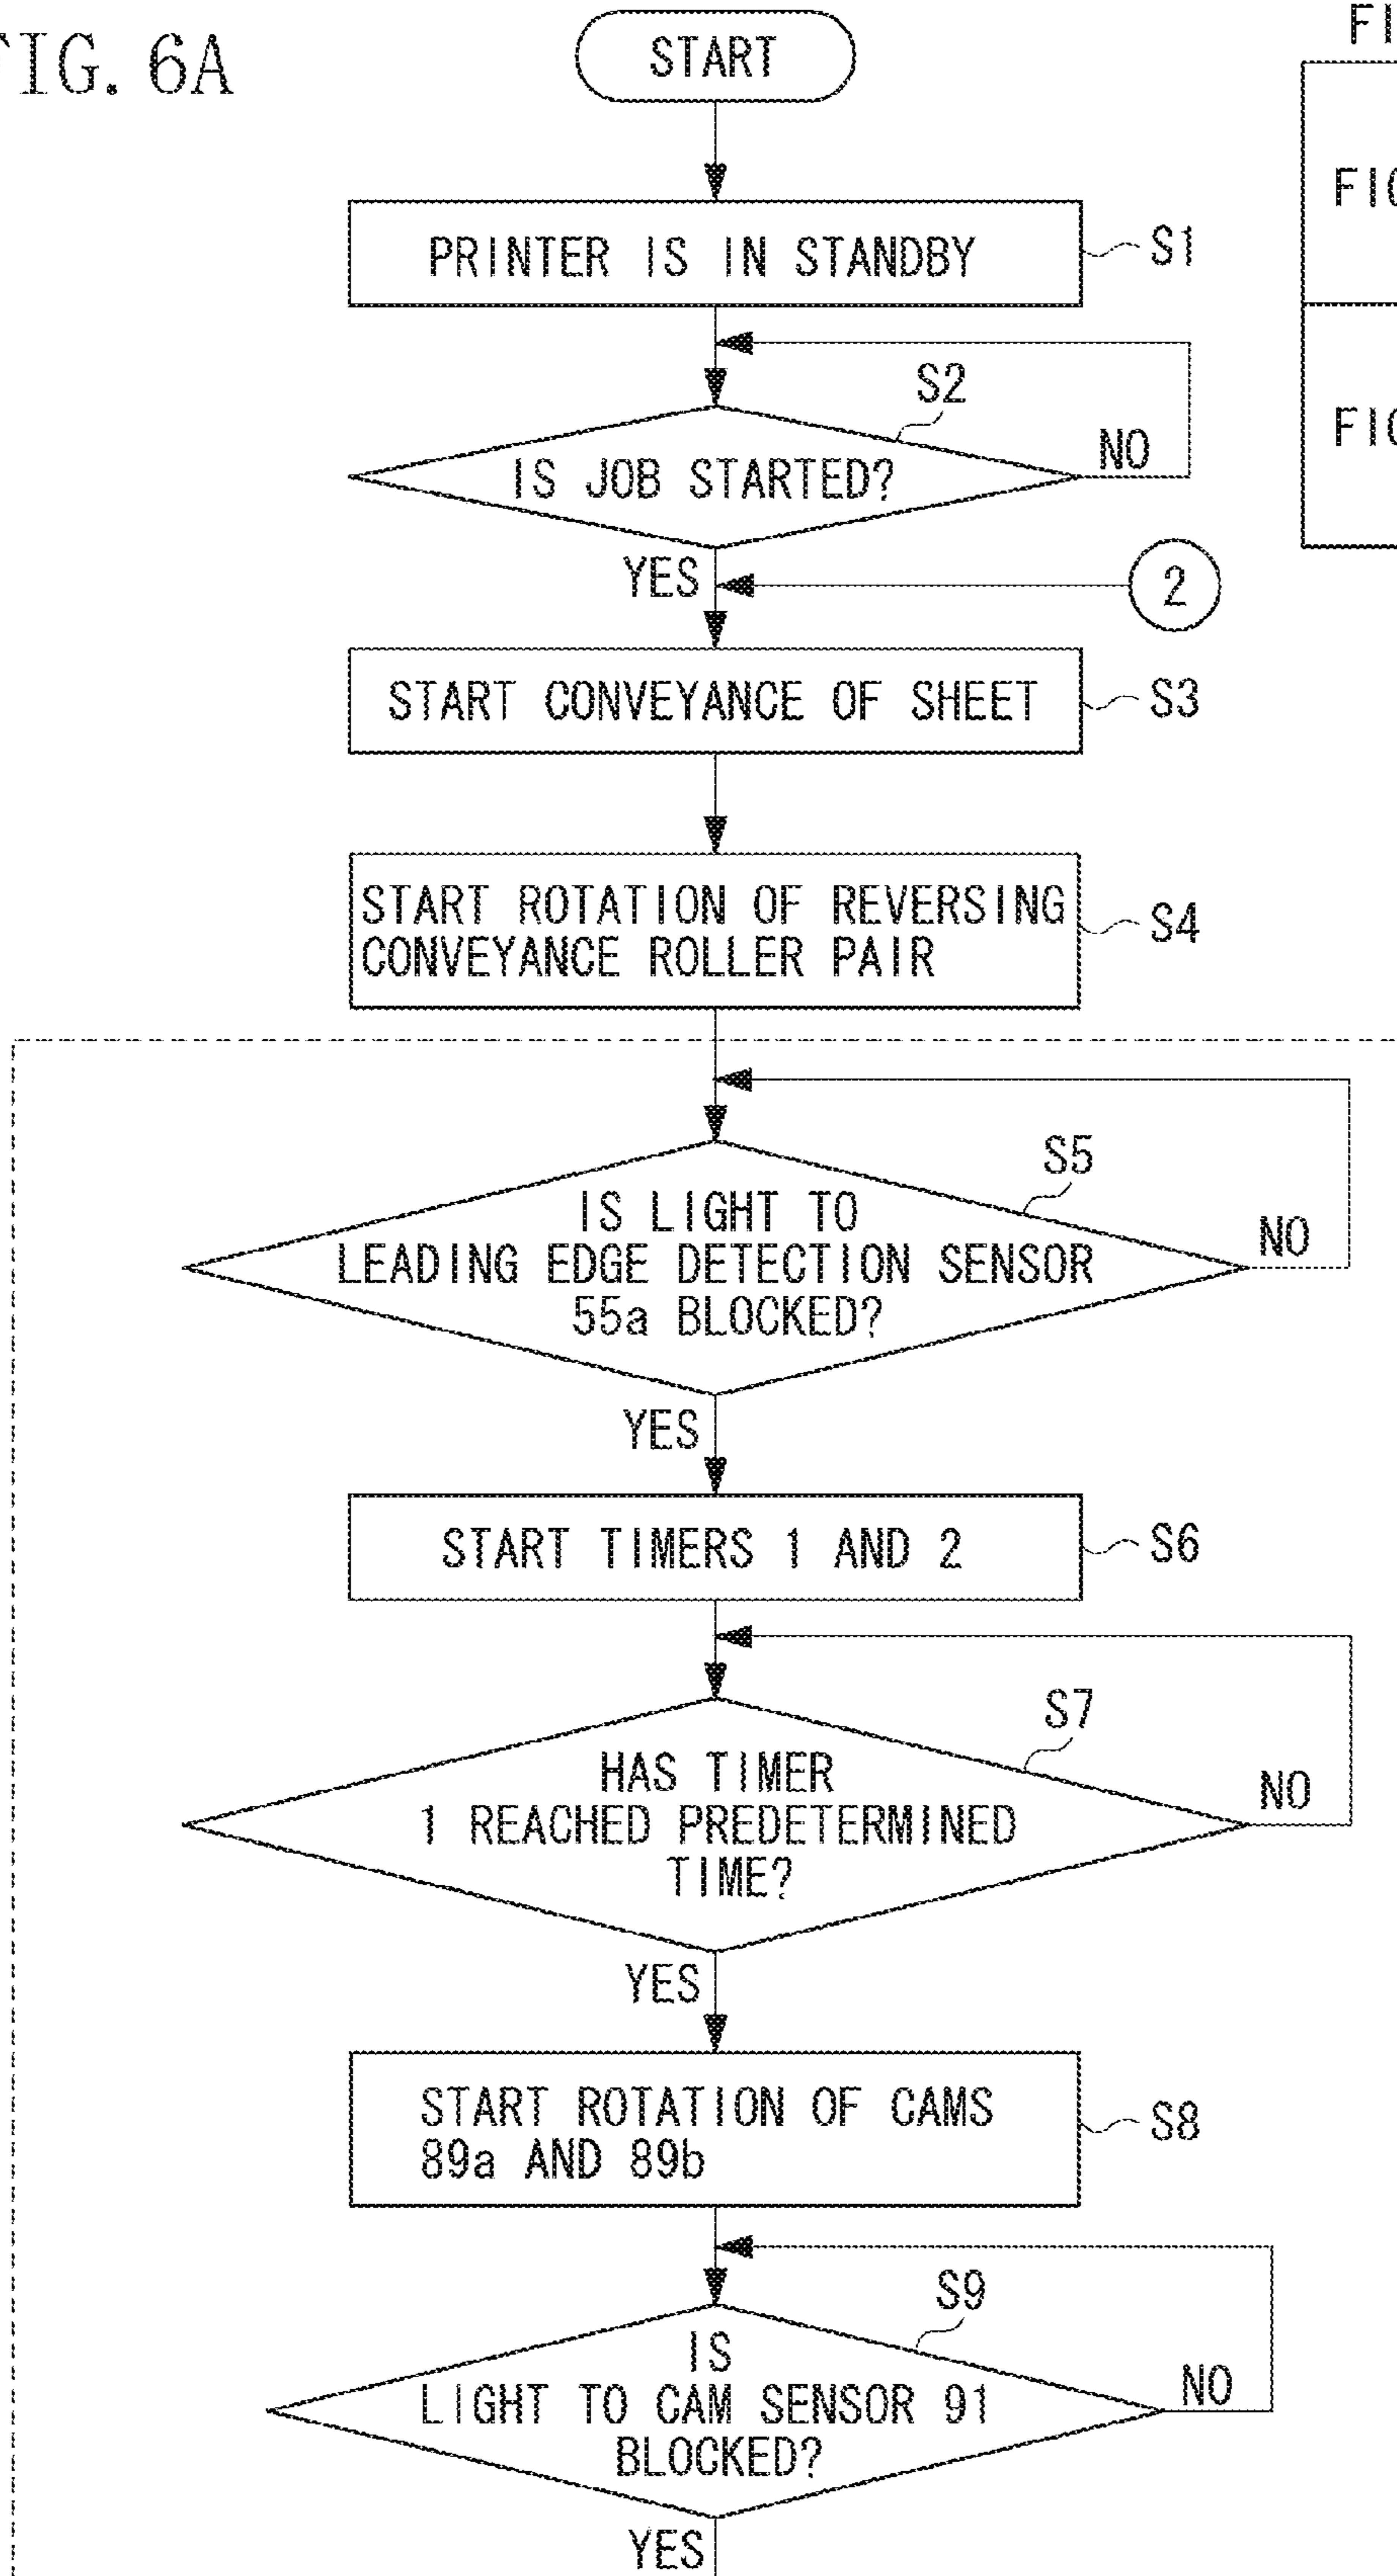 FIG. 6A
START
PRINTER IS IN STANDBY
S1
S2
IS JOB STARTED?
NO
YES
2
START CONVEYANCE OF SHEET
S3
START ROTATION OF REVERSING
CONVEYANCE ROLLER PAIR
S4
S5
IS LIGHT TO
LEADING EDGE DETECTION SENSOR
55a BLOCKED?
NO
YES
START TIMERS 1 AND 2
S6
S7
HAS TIMER
1 REACHED PREDETERMINED
TIME?
NO
YES
START ROTATION OF CAMS
89a AND 89b
S8
S9
IS
LIGHT TO CAM SENSOR 91
BLOCKED?
NO
YES